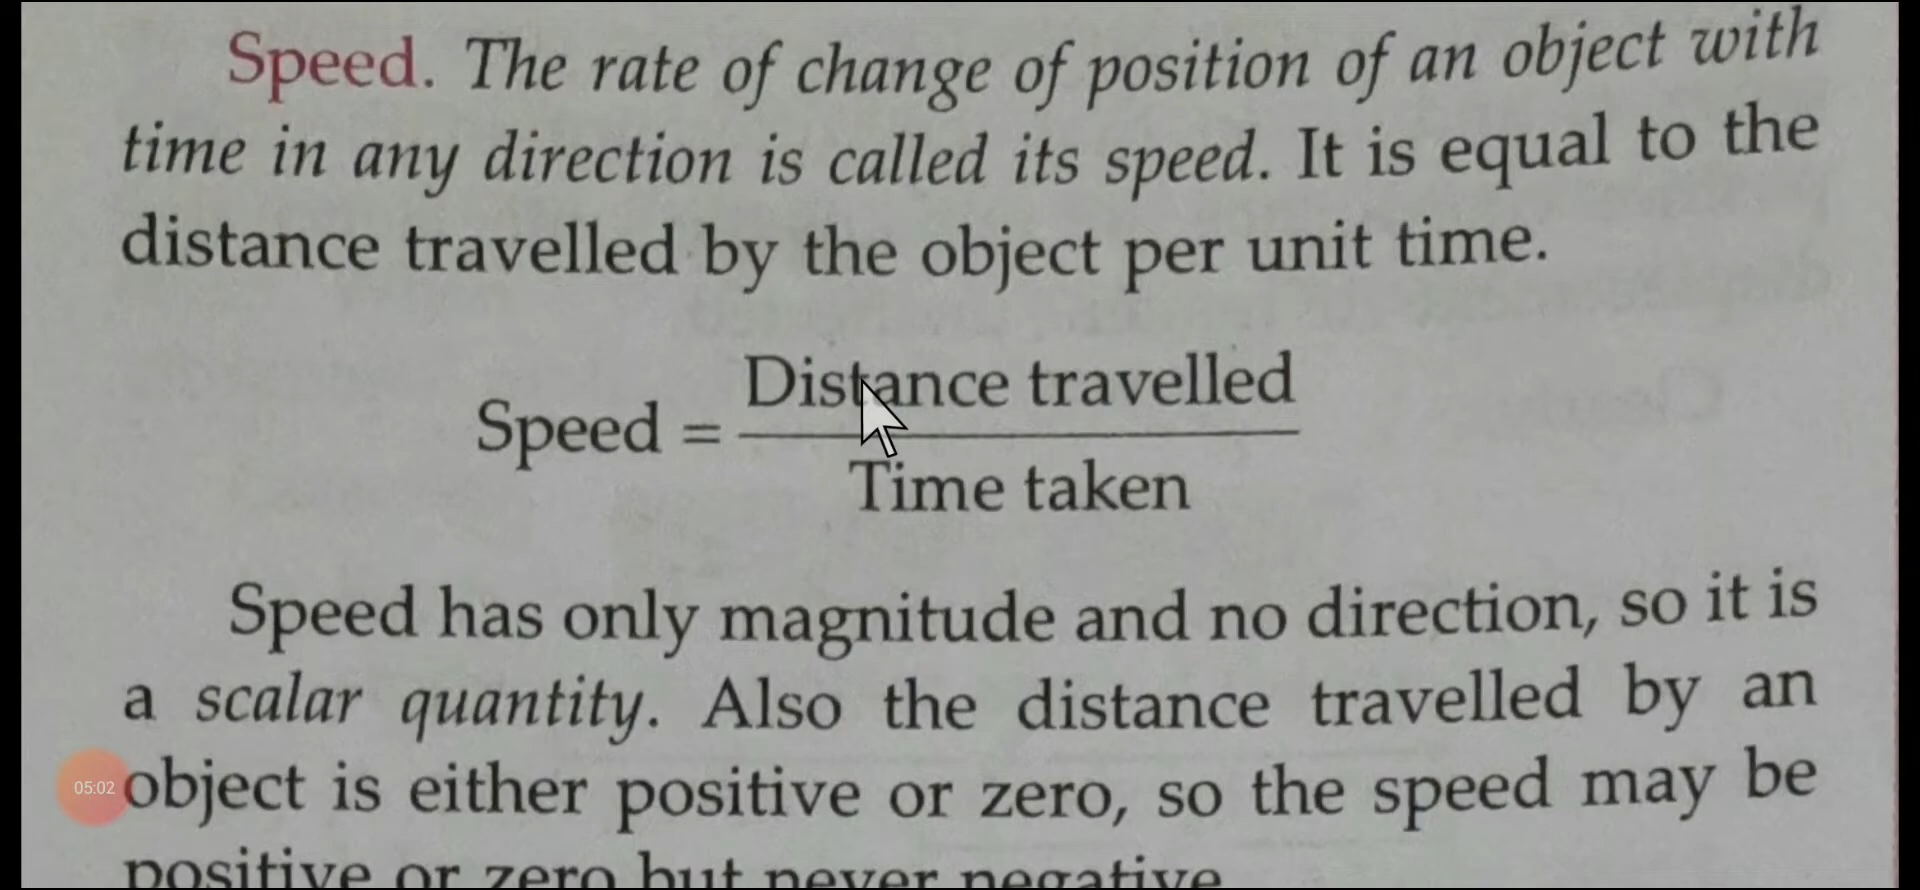 Speed. The rate of change of position of an object with
time in any direction is called its speed. It is equal to the
distance travelled by the object per unit time.
Speed = Distance travelled
Time taken
Speed has only magnitude and no direction, so it is
a scalar quantity. Also the distance travelled by an
05:02
object is either positive or zero, so the speed may be
positive or zero but never negative